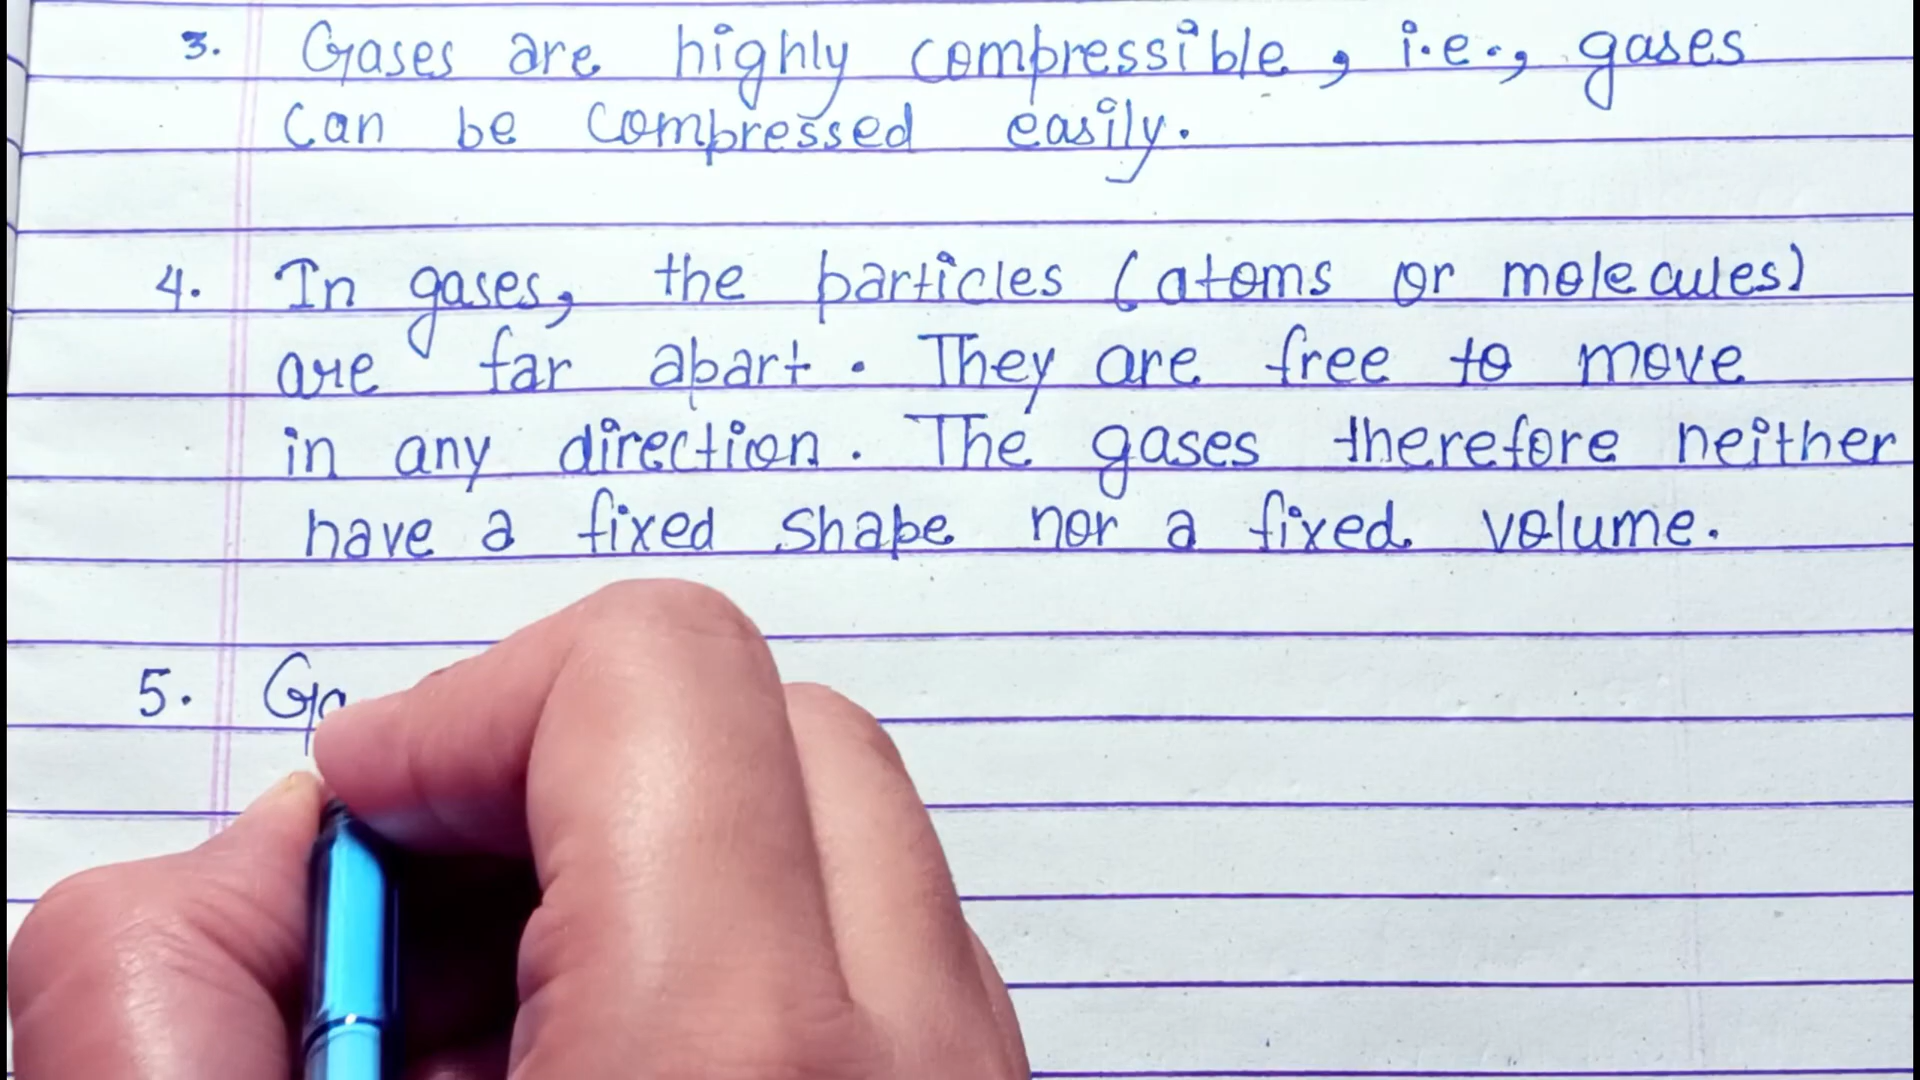 3. Gases are highly compressible, i.e., gases
can be compressed easily.
4. In gases, the particles (atoms or molecules)
are far apart. They are free to move
in any direction. The gases therefore neither
have a fixed shape nor a fixed volume.
5. Ga